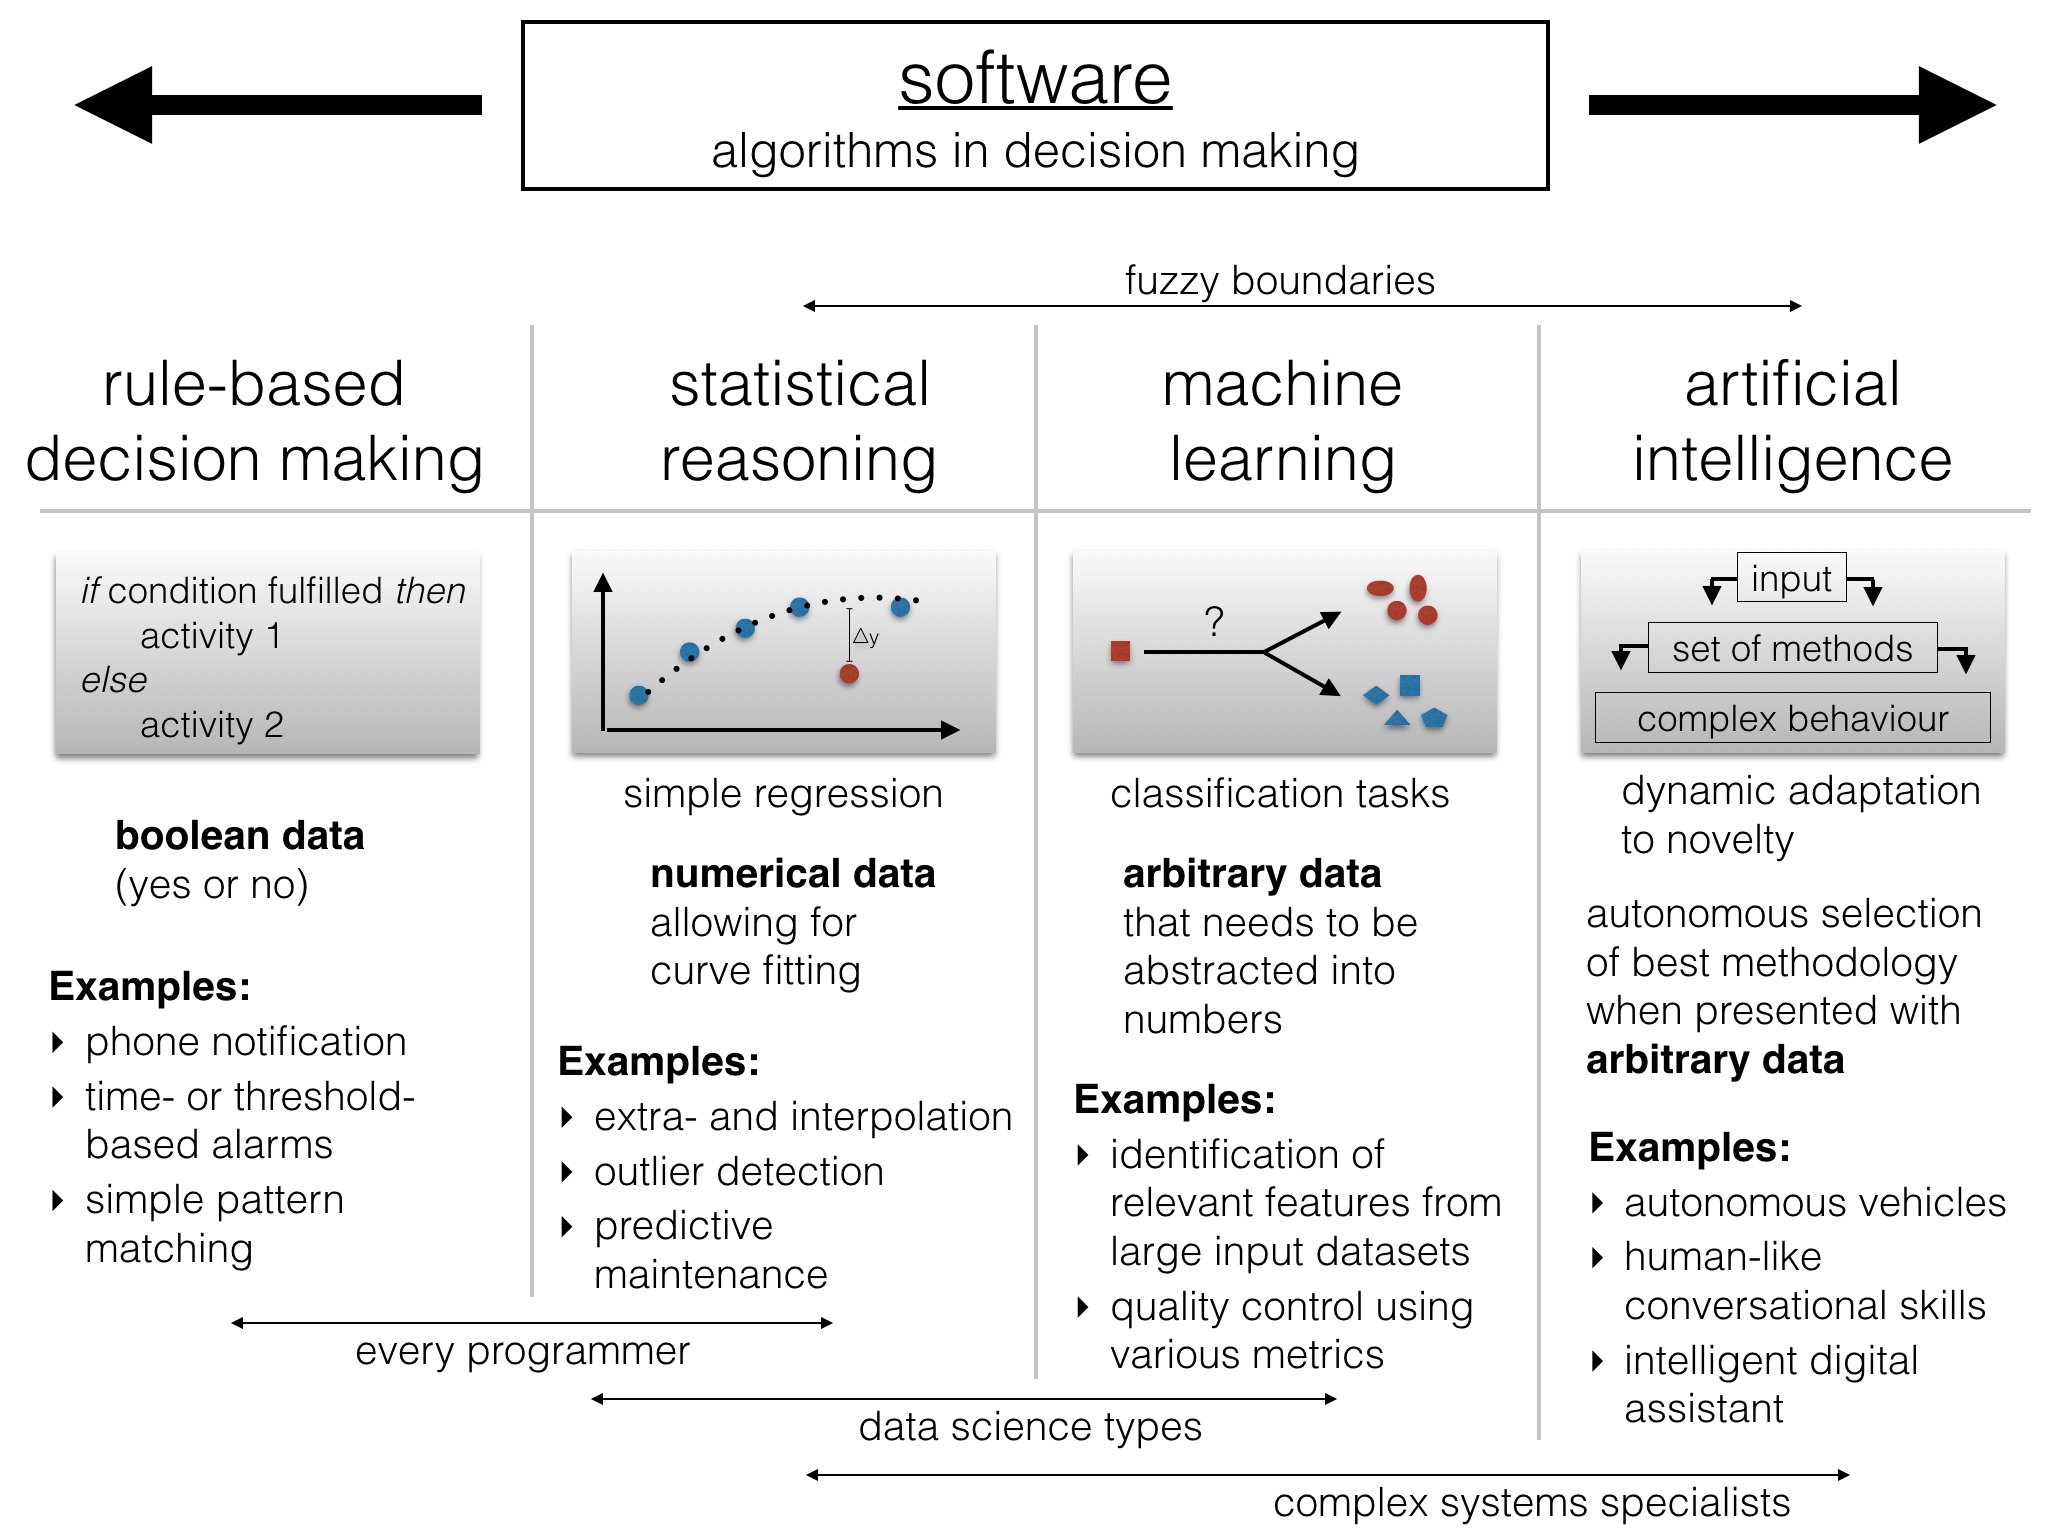 software
algorithms in decision making
fuzzy boundaries
rule-based
decision making
if condition fulfilled then
activity 1
else
activity 2
boolean data
(yes or no)
Examples:
phone notification
time- or threshold-
based alarms
simple pattern
matching
statistical
reasoning
Δy
simple regression
numerical data
allowing for
curve fitting
Examples:
extra- and interpolation
outlier detection
predictive
maintenance
machine
learning
?
classification tasks
arbitrary data
that needs to be
abstracted into
numbers
Examples:
identification of
relevant features from
large input datasets
quality control using
various metrics
artificial
intelligence
input
set of methods
complex behaviour
dynamic adaptation
to novelty
autonomous selection
of best methodology
when presented with
arbitrary data
Examples:
autonomous vehicles
human-like
conversational skills
intelligent digital
assistant
every programmer
data science types
complex systems specialists